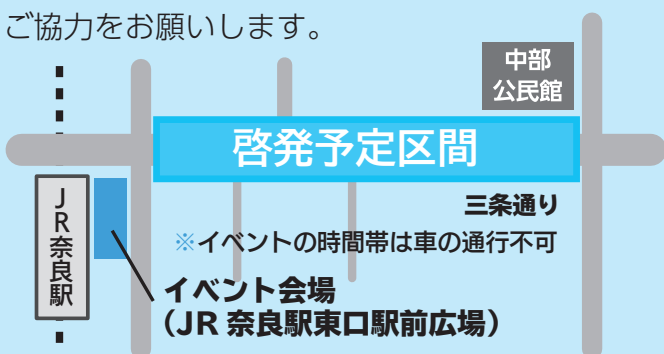 ご協力をお願いします。
中部
公民館
啓発予定区間
三条通り
※イベントの時間帯は車の通行不可
JR奈良駅
イベント会場
（JR 奈良駅東口駅前広場）